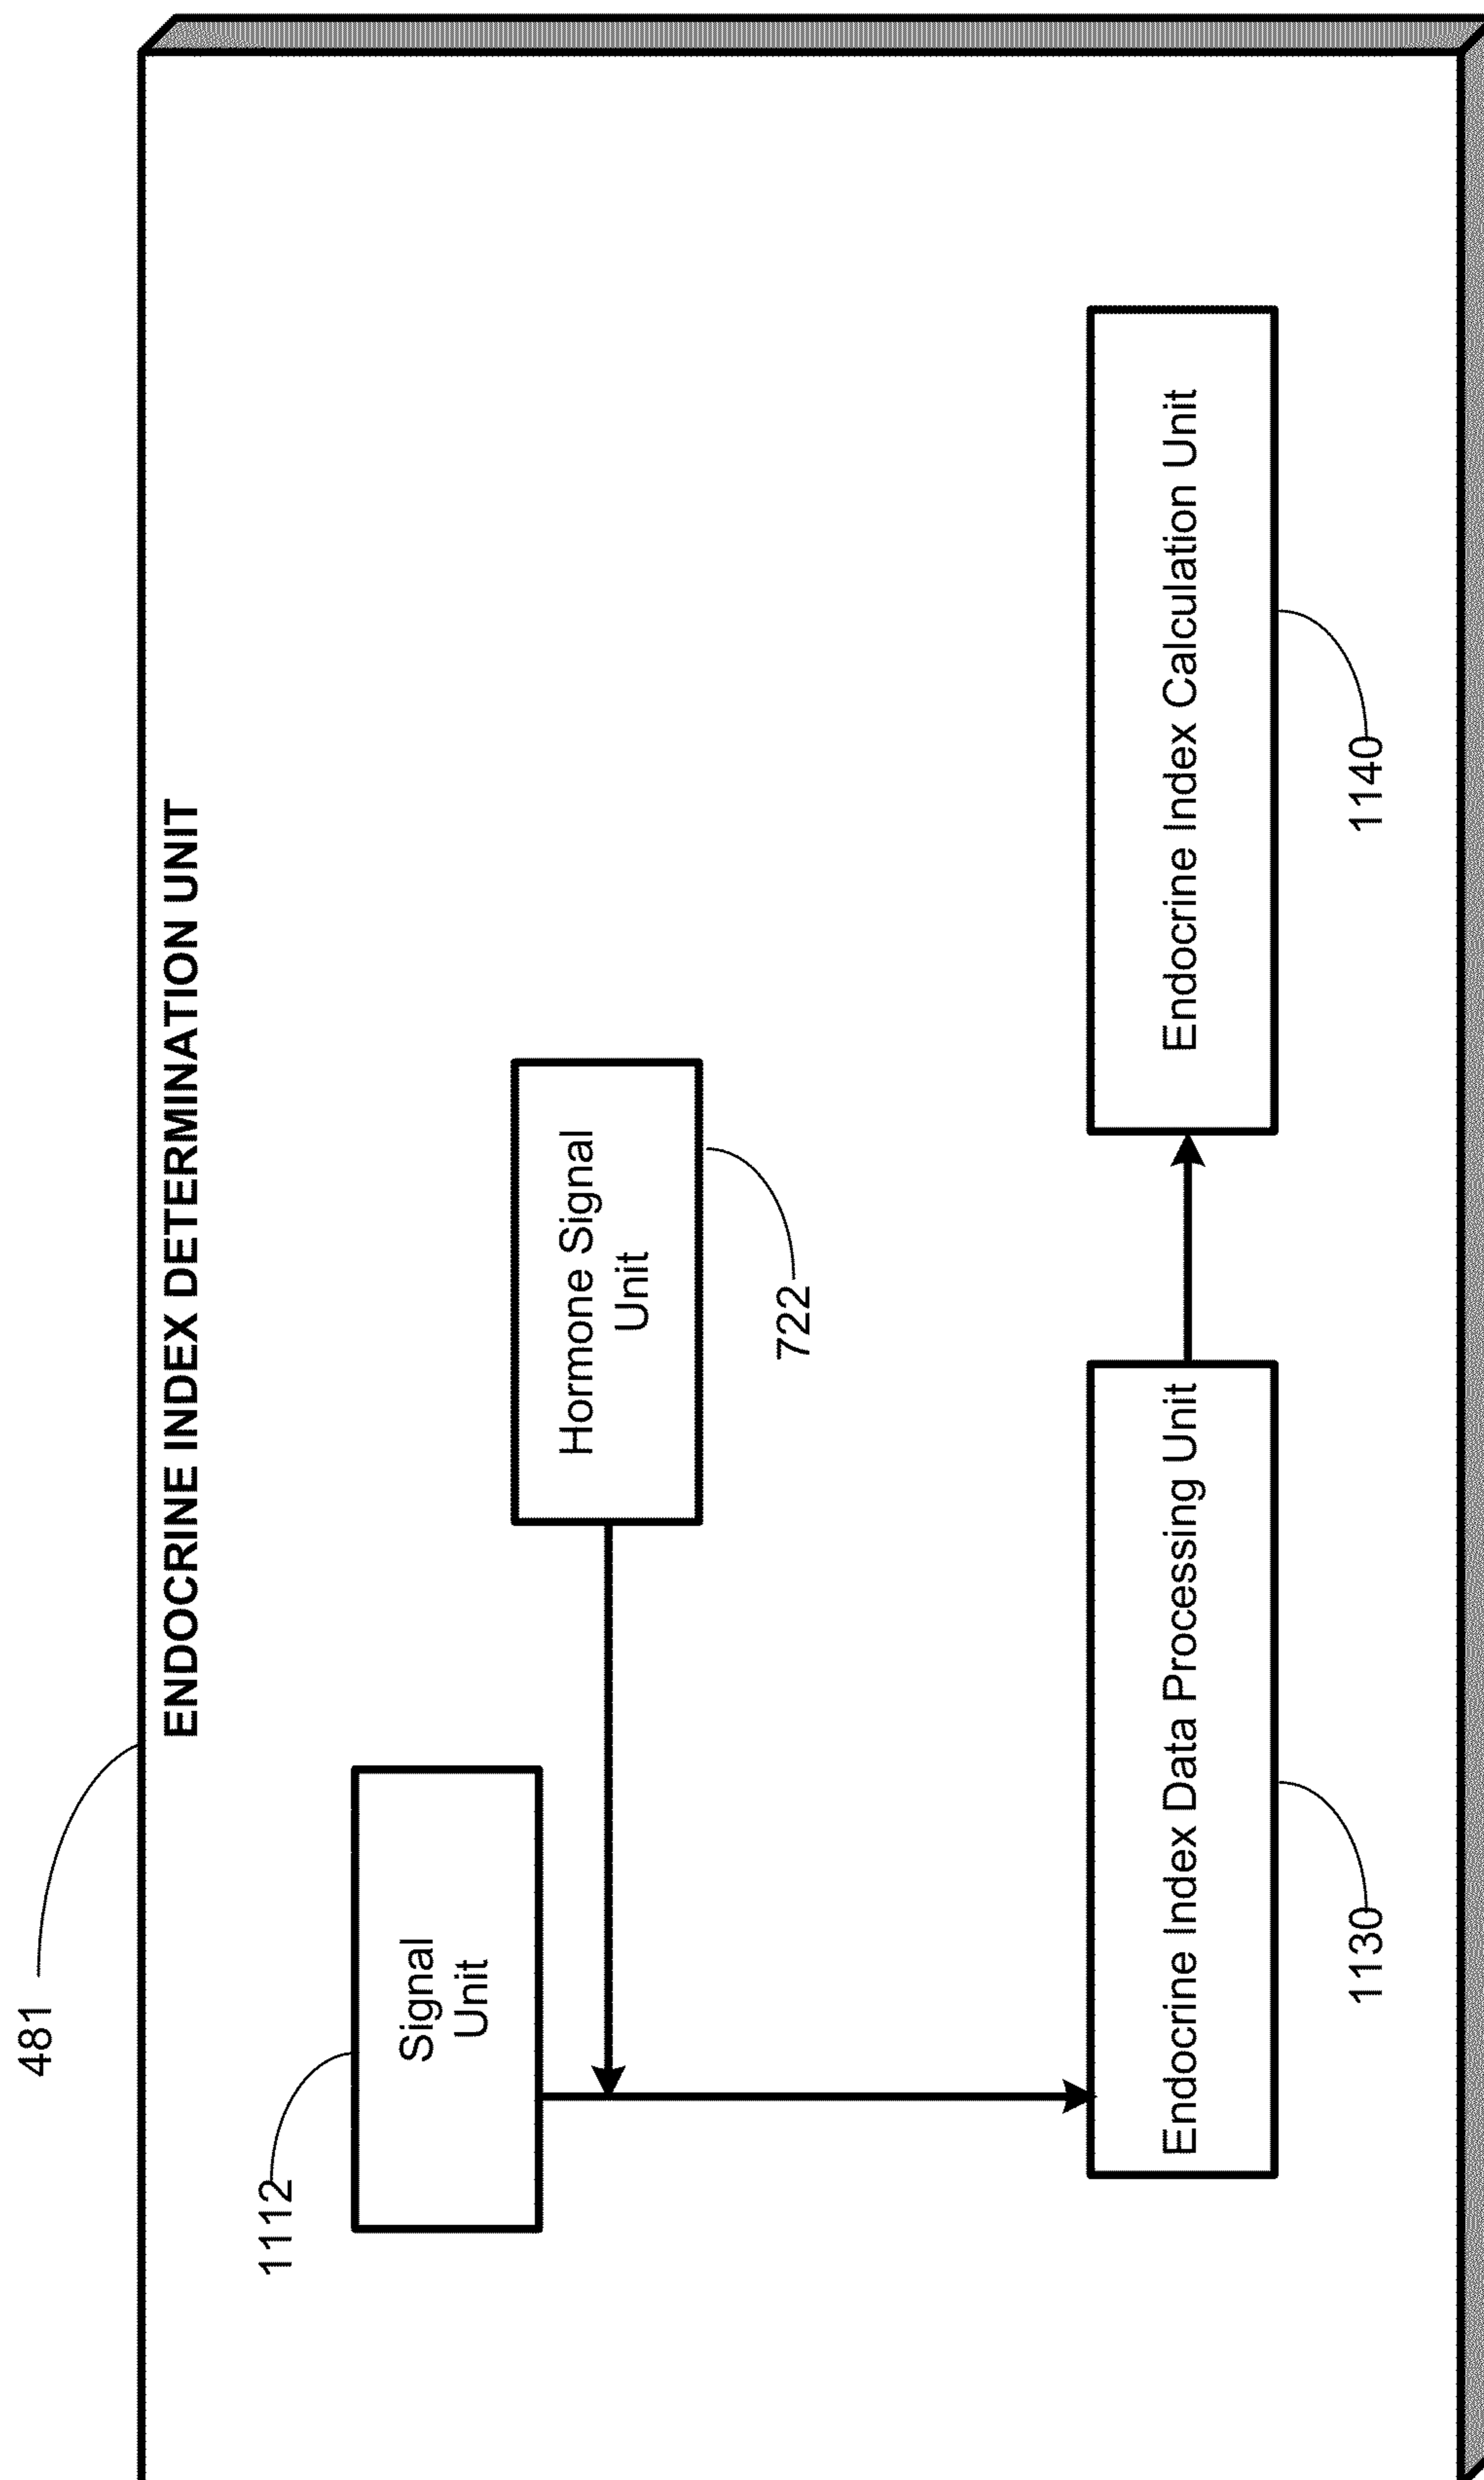 481
ENDOCRINE INDEX DETERMINATION UNIT
1112
Signal
Unit
Hormone Signal
Unit
722
Endocrine Index Data Processing Unit
1130
Endocrine Index Calculation Unit
1140